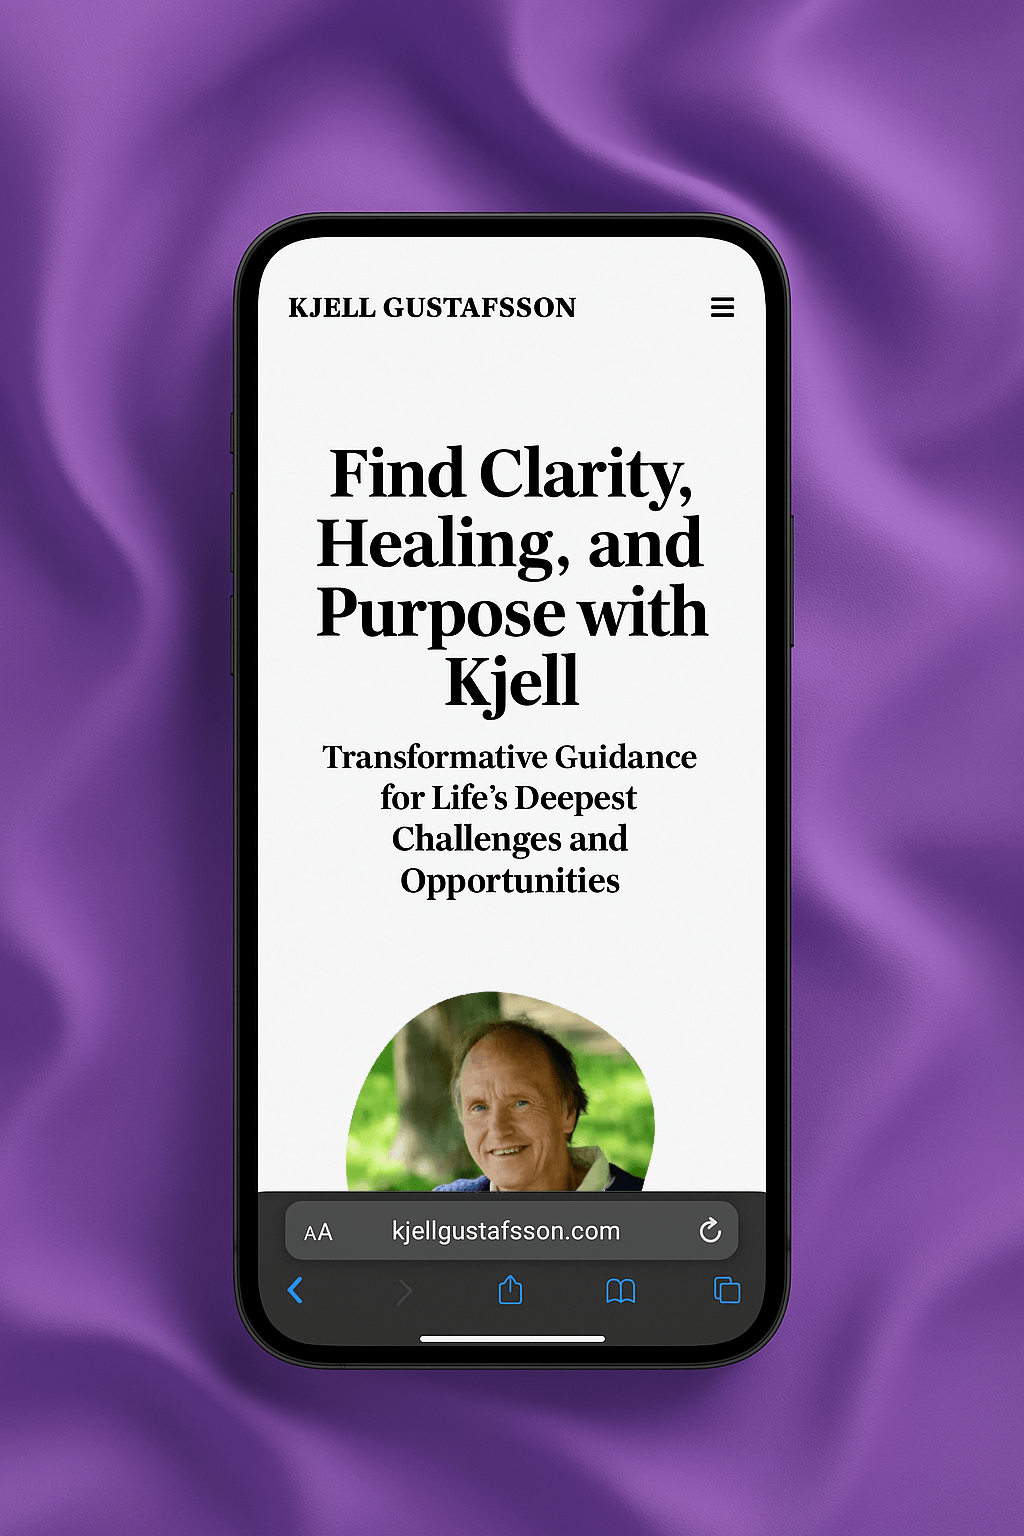 KJELL GUSTAFSSON
Find Clarity,
Healing, and
Purpose with
Kjell
Transformative Guidance
for Life’s Deepest
Challenges and
Opportunities
AA
kjellgustafsson.com